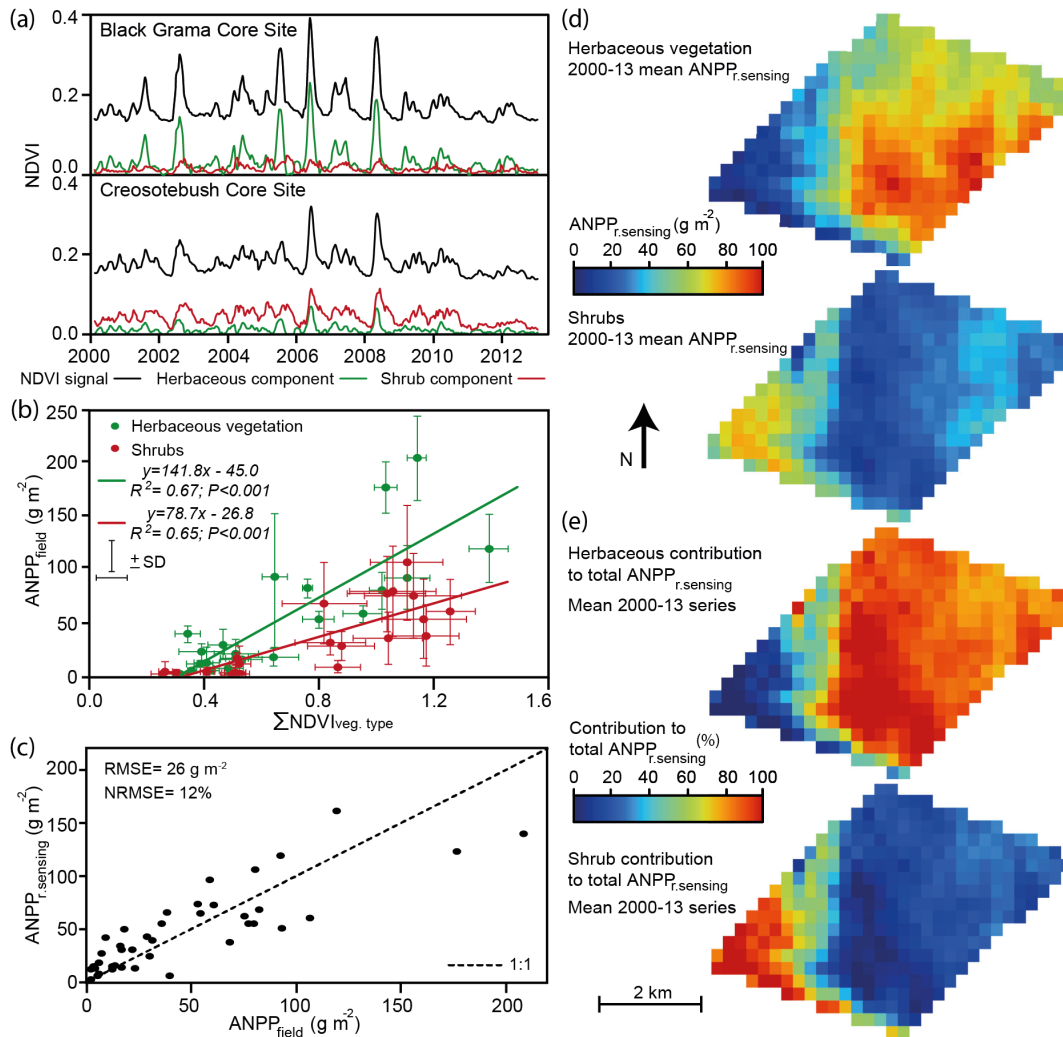 (a)
0.4
Black Grama Core Site
0.2
0.0
NDVI
0.4
Creosotebush Core Site
0.2
0.0
2000 2002 2004 2006 2008 2010 2012
NDVI signal Herbaceous component Shrub component
(b)
250
200
150
100
50
0
ANPPfield (g m-2)
Herbaceous vegetation
Shrubs
y=141.8x - 45.0
R2= 0.67; P<0.001
y=78.7x - 26.8
R2= 0.65; P<0.001
± SD
0 0.4 0.8 1.2 1.6
∑NDVIveg. type
(c)
200
150
100
50
0
ANPPr.sensing (g m-2)
RMSE= 26 g m-2
NRMSE= 12%
1:1
0 50 100 150 200
ANPPfield (g m-2)
(d)
Herbaceous vegetation
2000-13 mean ANPPr.sensing
ANPPr.sensing (g m-2)
0 20 40 60 80 100
Shrubs
2000-13 mean ANPPr.sensing
N
(e)
Herbaceous contribution
to total ANPPr.sensing
Mean 2000-13 series
Contribution to
total ANPPr.sensing (%)
0 20 40 60 80 100
Shrub contribution
to total ANPPr.sensing
Mean 2000-13 series
2 km